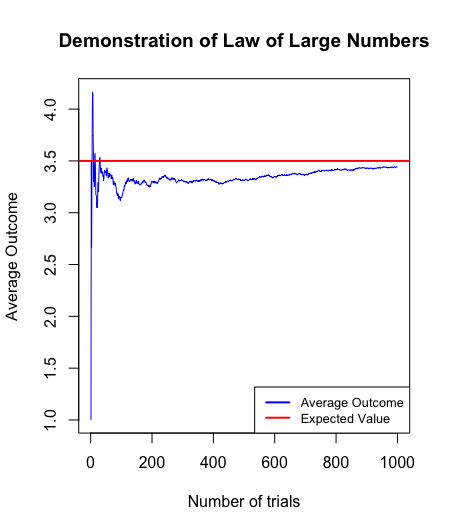 Demonstration of Law of Large Numbers
Average Outcome
4.0
3.5
3.0
2.5
2.0
1.5
1.0
Average Outcome
Expected Value
0 200 400 600 800 1000
Number of trials